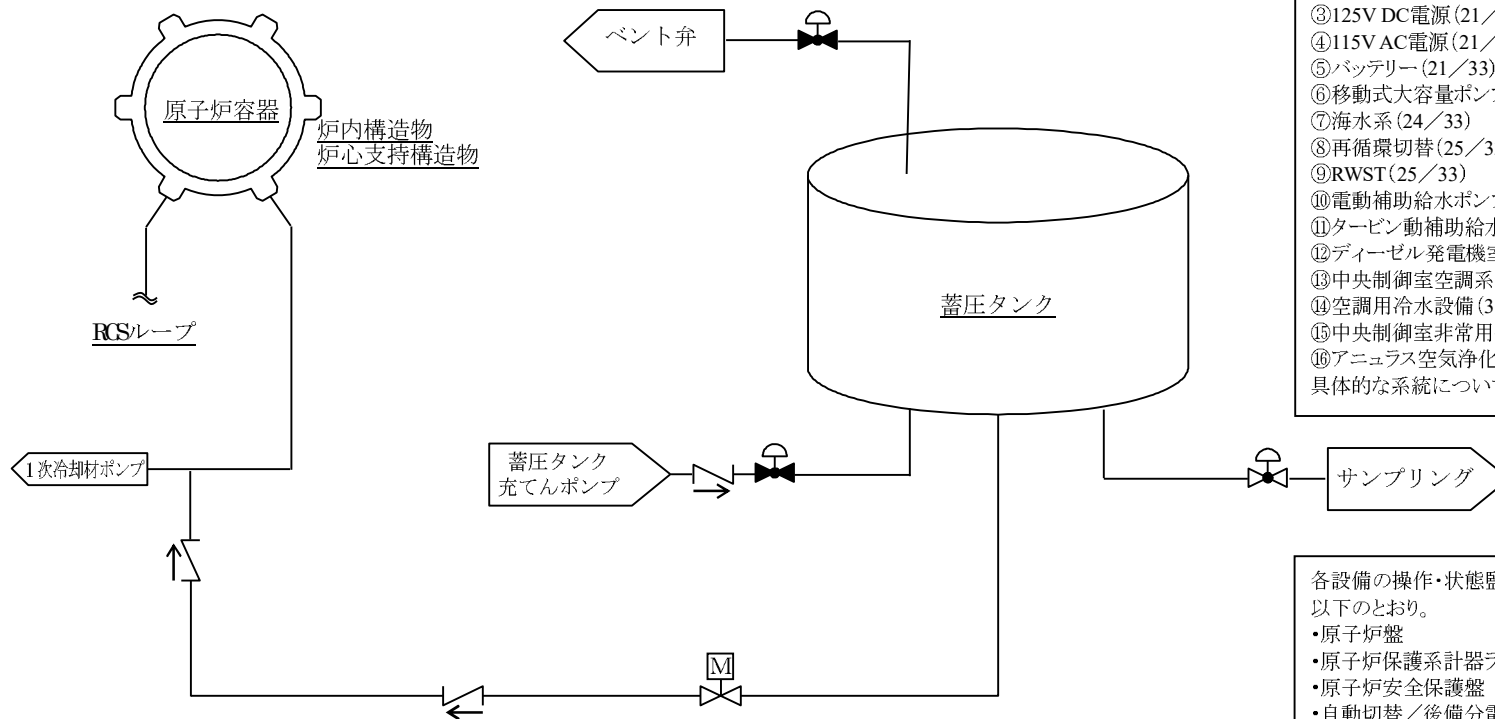 ベント弁
原子炉容器
炉内構造物
炉心支持構造物
RCSループ
1次冷却材ポンプ
蓄圧タンク
蓄圧タンク
充てんポンプ
サンプリング
M
③125V DC電源(21/
④115V AC電源(21/
⑤バッテリー(21/33)
⑥移動式大容量ポン
⑦海水系(24/33)
⑧再循環切替(25/3
⑨RWST(25/33)
⑩電動補助給水ポン
⑪タービン動補助給
⑫ディーゼル発電機
⑬中央制御室空調系
⑭空調用冷水設備(3
⑮中央制御室非常用
⑯アニュラス空気浄化
具体的な系統につい
各設備の操作・状態
以下のとおり。
・原子炉盤
・原子炉保護系計器
・原子炉安全保護盤
・自動切替/後備分